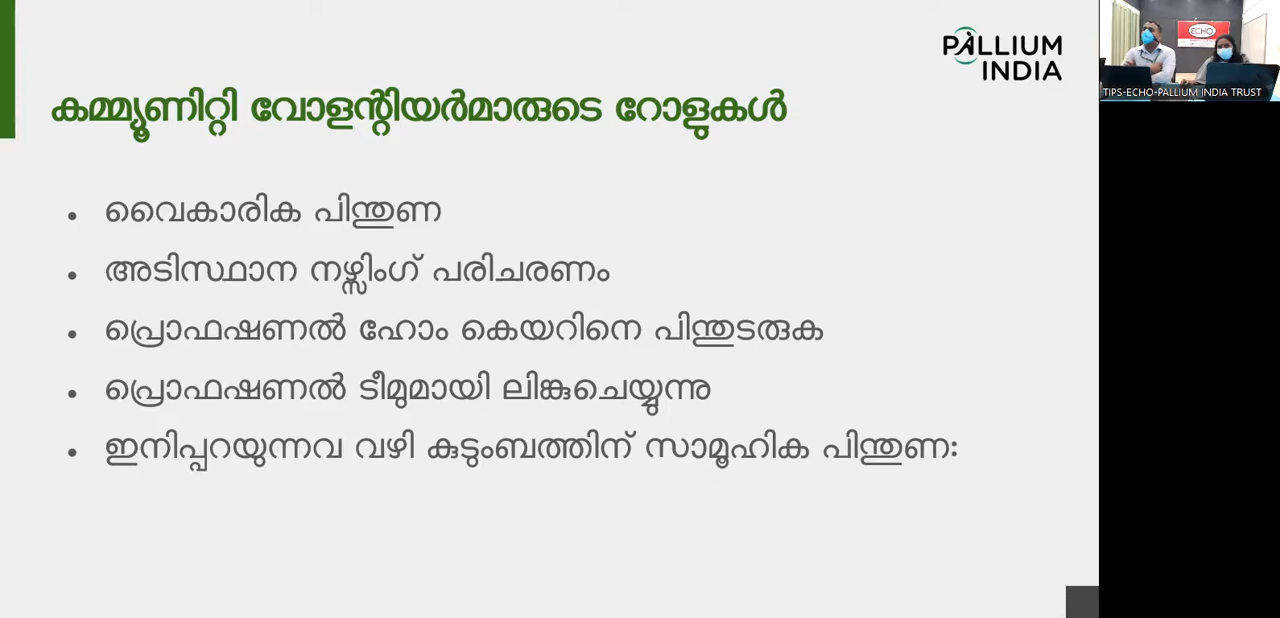 PALLIUM
INDIA
കമ്മ്യൂണിറ്റി വോളന്റിയർമാരുടെ റോളുകൾ
വൈകാരിക പിന്തുണ
അടിസ്ഥാന നഴ്സിംഗ് പരിചരണം
പ്രൊഫഷണൽ ഹോം കെയറിനെ പിന്തുടരുക
പ്രൊഫഷണൽ ടീമുമായി ലിങ്കുചെയ്യുന്നു
ഇനിപ്പറയുന്നവ വഴി കുടുംബത്തിന് സാമൂഹിക പിന്തുണ:
ECHO
TIPS-ECHO-PALLIUM INDIA TRUST